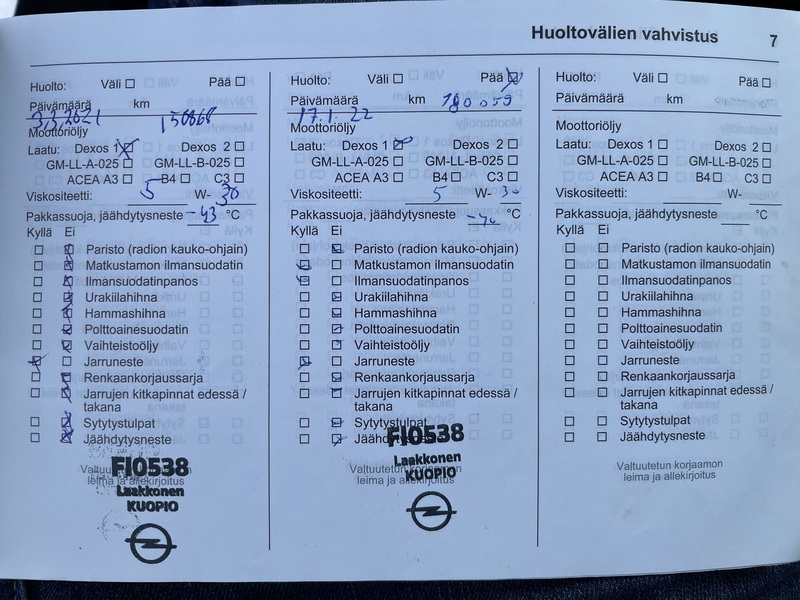 Huoltovälien vahvistus 7
Huolto: Väli Pää
Päivämäärä km
3.3.2021 150868
Moottoriöljy
Laatu: Dexos 1 Dexos 2
GM-LL-A-025 GM-LL-B-025
ACEA A3 B4 C3
Viskositeetti: 5 W- 30
Pakkassuoja, jäähdytysneste -43 °C
Kyllä Ei
Paristo (radion kauko-ohjain)
Matkustamon ilmansuodatin
Ilmansuodatinpanos
Urakiilahihna
Hammashihna
Polttoainesuodatin
Vaihteistoöljy
Jarruneste
Renkaankorjaussarja
Jarrujen kitkapinnat edessä /
takana
Sytytystulpat
Jäähdytysneste
Valtuutetun korjaamon
leima ja allekirjoitus
FI0538
Laakkonen
KUOPIO
Huolto: Väli Pää
Päivämäärä km 180059
17.1.22
Moottoriöljy
Laatu: Dexos 1 Dexos 2
GM-LL-A-025 GM-LL-B-025
ACEA A3 B4 C3
Viskositeetti: 5 W- 30
Pakkassuoja, jäähdytysneste -40 °C
Kyllä Ei
Paristo (radion kauko-ohjain)
Matkustamon ilmansuodatin
Ilmansuodatinpanos
Urakiilahihna
Hammashihna
Polttoainesuodatin
Vaihteistoöljy
Jarruneste
Renkaankorjaussarja
Jarrujen kitkapinnat edessä /
takana
Sytytystulpat
Jäähdytysneste
FI0538
Valtuutetun korjaamon
leima ja allekirjoitus
Laakkonen
KUOPIO
Huolto: Väli Pää
Päivämäärä km
Moottoriöljy
Laatu: Dexos 1 Dexos 2
GM-LL-A-025 GM-LL-B-025
ACEA A3 B4 C3
Viskositeetti: W-
Pakkassuoja, jäähdytysneste °C
Kyllä Ei
Paristo (radion kauko-ohjain)
Matkustamon ilmansuodatin
Ilmansuodatinpanos
Urakiilahihna
Hammashihna
Polttoainesuodatin
Vaihteistoöljy
Jarruneste
Renkaankorjaussarja
Jarrujen kitkapinnat edessä /
takana
Sytytystulpat
Jäähdytysneste
Valtuutetun korjaamon
leima ja allekirjoitus